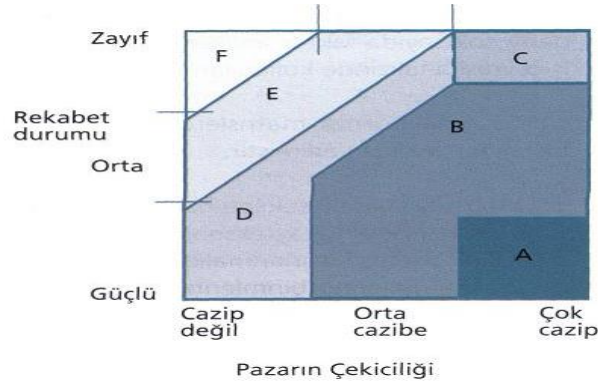 Zayıf
F
C
E
Rekabet
durumu
B
Orta
D
A
Güçlü
Cazip
değil
Orta
cazibe
Çok
cazip
Pazarın Çekiciliği